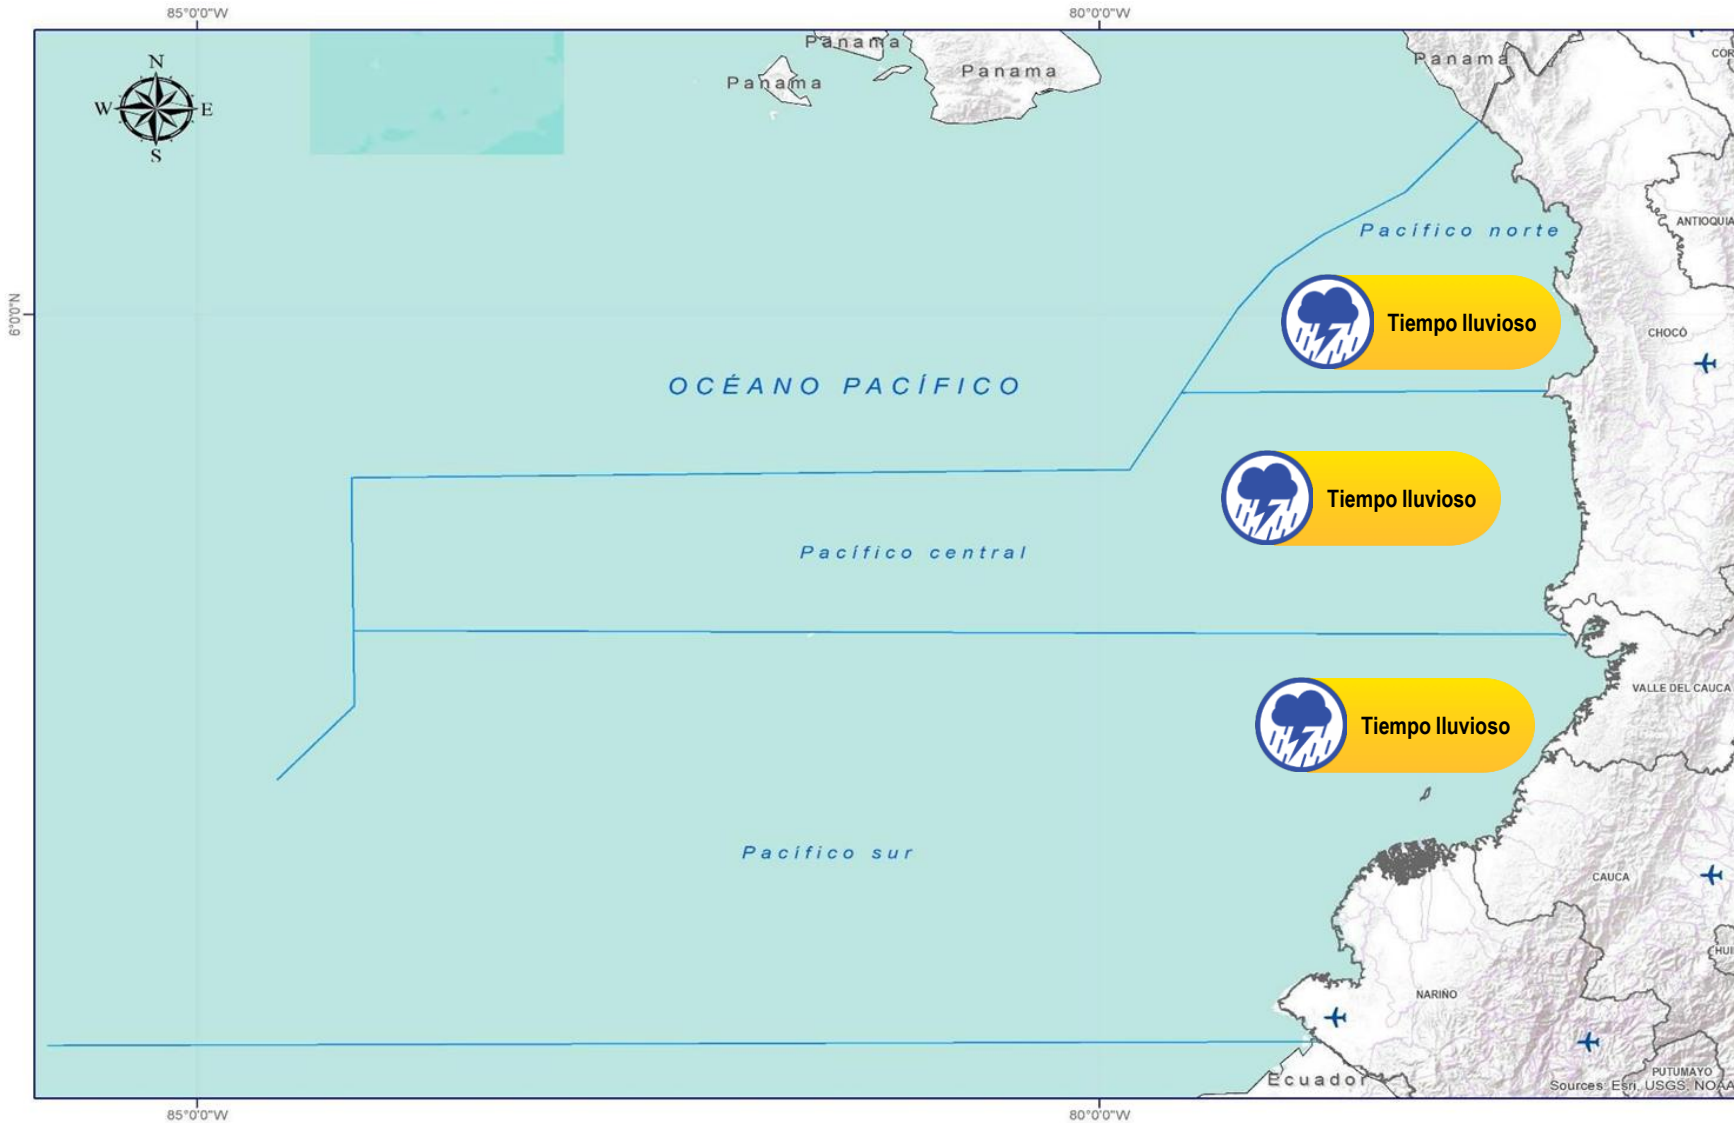 85°0'0"W
80°0'0"W
N
W
E
S
Panama
Panama
Panama
Panama
COR
ANTIOQUIA
Pacífico norte
6°0'0"N
Tiempo lluvioso
CHOCÓ
OCÉANO PACÍFICO
Tiempo lluvioso
Pacífico central
VALLE DEL CAUCA
Tiempo lluvioso
Pacífico sur
CAUCA
HUI
NARIÑO
PUTUMAYO
Ecuador
Sources: Esri, USGS, NOAA
85°0'0"W
80°0'0"W